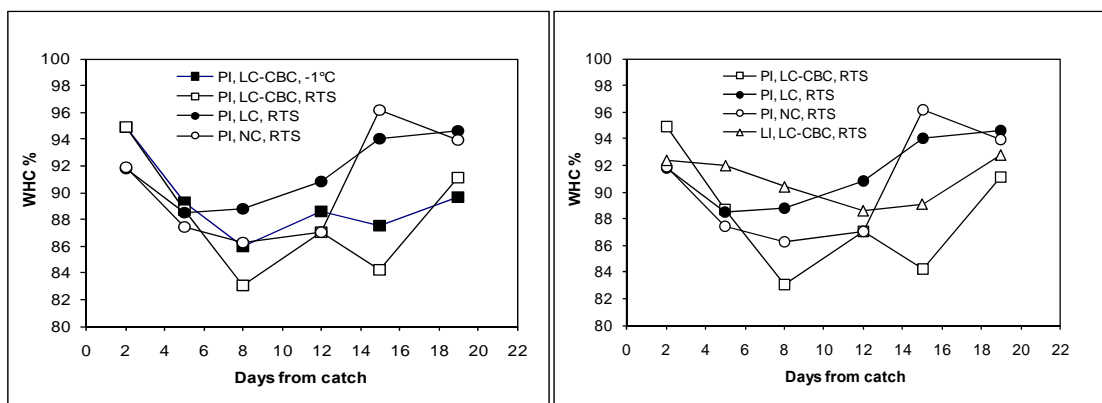 100
98
96
94
92
90
88
86
84
82
80
WHC %
PI, LC-CBC, -1°C
PI, LC-CBC, RTS
PI, LC, RTS
PI, NC, RTS
0 2 4 6 8 10 12 14 16 18 20 22
Days from catch
100
98
96
94
92
90
88
86
84
82
80
WHC %
PI, LC-CBC, RTS
PI, LC, RTS
PI, NC, RTS
LI, LC-CBC, RTS
0 2 4 6 8 10 12 14 16 18 20 22
Days from catch